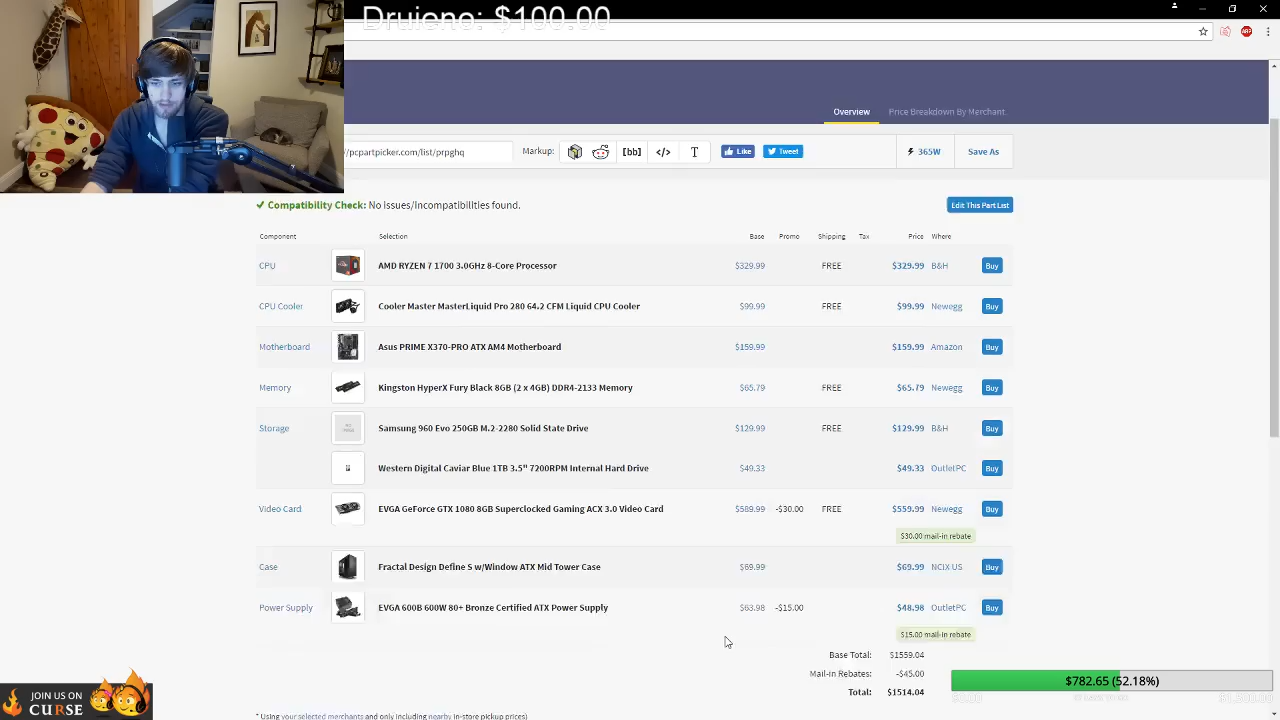 Druieno: $100.00
Overview
Price Breakdown By Merchant
//pcpartpicker.com/list/prpghq
Markup:
[bb]
</>
T
Like
Tweet
365W
Save As
Compatibility Check: No issues/incompatibilities found.
Edit This Part List
Component Selection Base Promo Shipping Tax Price Where
CPU AMD RYZEN 7 1700 3.0GHz 8-Core Processor $329.99 FREE $329.99 B&H Buy
CPU Cooler Cooler Master MasterLiquid Pro 280 64.2 CFM Liquid CPU Cooler $99.99 FREE $99.99 Newegg Buy
Motherboard Asus PRIME X370-PRO ATX AM4 Motherboard $159.99 $159.99 Amazon Buy
Memory Kingston HyperX Fury Black 8GB (2 x 4GB) DDR4-2133 Memory $65.79 FREE $65.79 Newegg Buy
Storage Samsung 960 Evo 250GB M.2-2280 Solid State Drive $129.99 FREE $129.99 B&H Buy
Western Digital Caviar Blue 1TB 3.5" 7200RPM Internal Hard Drive $49.33 $49.33 OutletPC Buy
Video Card EVGA GeForce GTX 1080 8GB Superclocked Gaming ACX 3.0 Video Card $589.99 -$30.00 FREE $559.99 Newegg Buy
$30.00 mail-in rebate
Case Fractal Design Define S w/Window ATX Mid Tower Case $69.99 $69.99 NCIX US Buy
Power Supply EVGA 600B 600W 80+ Bronze Certified ATX Power Supply $63.98 -$15.00 $48.98 OutletPC Buy
$15.00 mail-in rebate
Base Total: $1559.04
Mail-in Rebates: -$45.00
Total: $1514.04
$782.65 (52.18%)
JOIN US ON
CURSE
* Using your selected merchants and only including nearby in-store pickup prices)